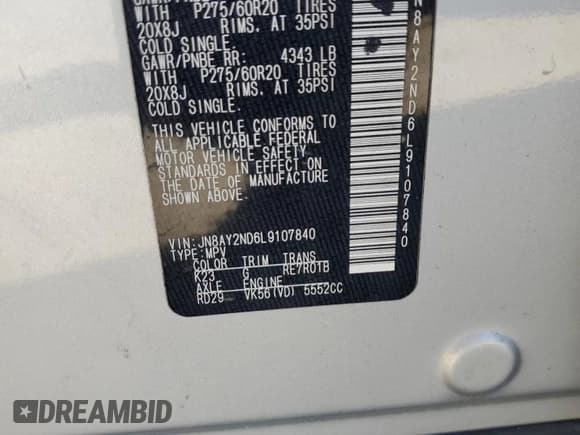 WITH P275/60R20 TIRES
20X8J RIMS, AT 35PSI
COLD SINGLE.
GAWR/PNBE RR: 4343 LB
WITH P275/60R20 TIRES
20X8J RIMS, AT 35PSI
COLD SINGLE.
THIS VEHICLE CONFORMS TO
ALL APPLICABLE FEDERAL
MOTOR VEHICLE SAFETY
STANDARDS IN EFFECT ON
THE DATE OF MANUFACTURE
SHOWN ABOVE.
VIN: JN8AY2ND6L9107840
TYPE: MPV
COLOR TRIM TRANS
K23 G RE7R01B
AXLE ENGINE
RD29 VK56(VD) 5552CC
N8AY2ND6L9107840
DREAMBID